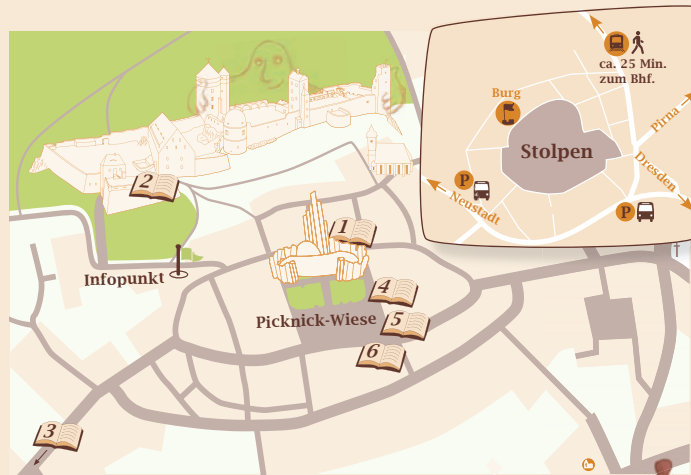 ca. 25 Min.
zum Bhf.
Burg
Pirna
Stolpen
Dresden
P
Neustadt
P
2
1
Infopunkt
4
Picknick-Wiese
5
6
3